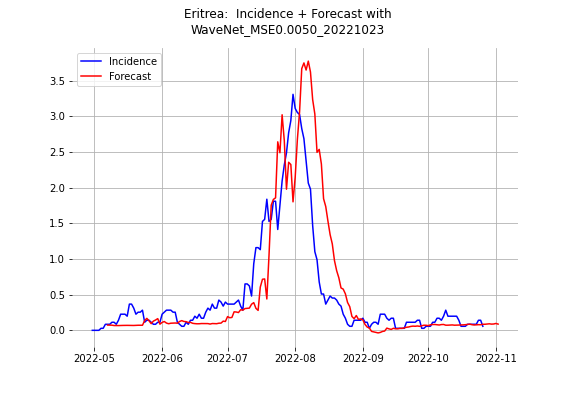 Eritrea:  Incidence + Forecast with
WaveNet_MSE0.0050_20221023
Incidence
Forecast
3.5
3.0
2.5
2.0
1.5
1.0
0.5
0.0
2022-05 2022-06 2022-07 2022-08 2022-09 2022-10 2022-11